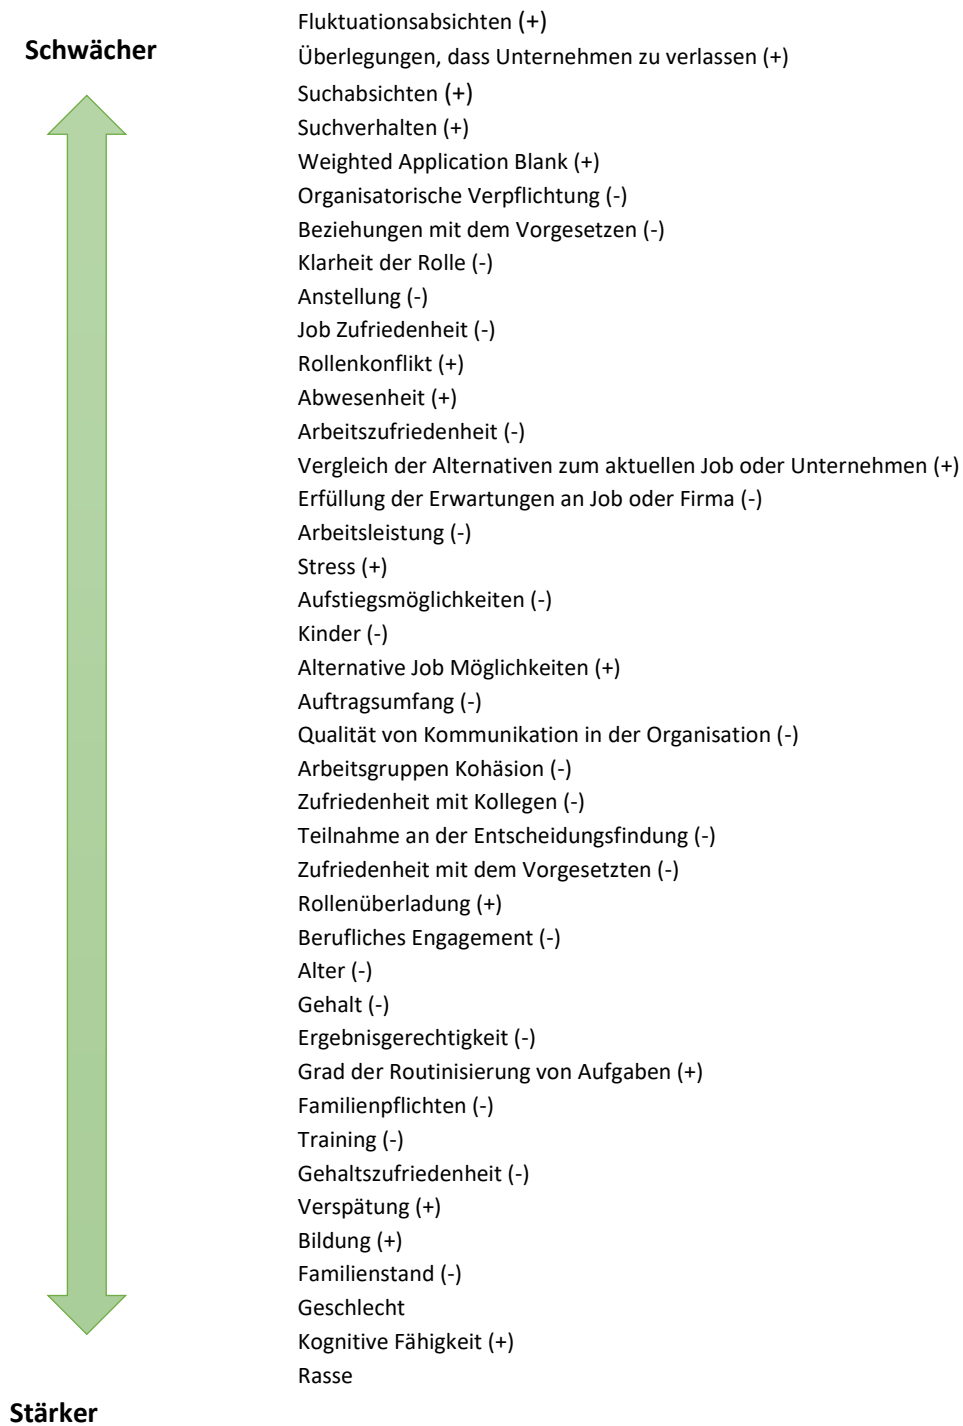 Schwächer
Fluktuationsabsichten (+)
Überlegungen, dass Unternehmen zu verlassen (+)
Suchabsichten (+)
Suchverhalten (+)
Weighted Application Blank (+)
Organisatorische Verpflichtung (-)
Beziehungen mit dem Vorgesetzen (-)
Klarheit der Rolle (-)
Anstellung (-)
Job Zufriedenheit (-)
Rollenkonflikt (+)
Abwesenheit (+)
Arbeitszufriedenheit (-)
Vergleich der Alternativen zum aktuellen Job oder Unternehmen (+)
Erfüllung der Erwartungen an Job oder Firma (-)
Arbeitsleistung (-)
Stress (+)
Aufstiegsmöglichkeiten (-)
Kinder (-)
Alternative Job Möglichkeiten (+)
Auftragsumfang (-)
Qualität von Kommunikation in der Organisation (-)
Arbeitsgruppen Kohäsion (-)
Zufriedenheit mit Kollegen (-)
Teilnahme an der Entscheidungsfindung (-)
Zufriedenheit mit dem Vorgesetzten (-)
Rollenüberladung (+)
Berufliches Engagement (-)
Alter (-)
Gehalt (-)
Ergebnisgerechtigkeit (-)
Grad der Routinisierung von Aufgaben (+)
Familienpflichten (-)
Training (-)
Gehaltszufriedenheit (-)
Verspätung (+)
Bildung (+)
Familienstand (-)
Geschlecht
Kognitive Fähigkeit (+)
Rasse
Stärker